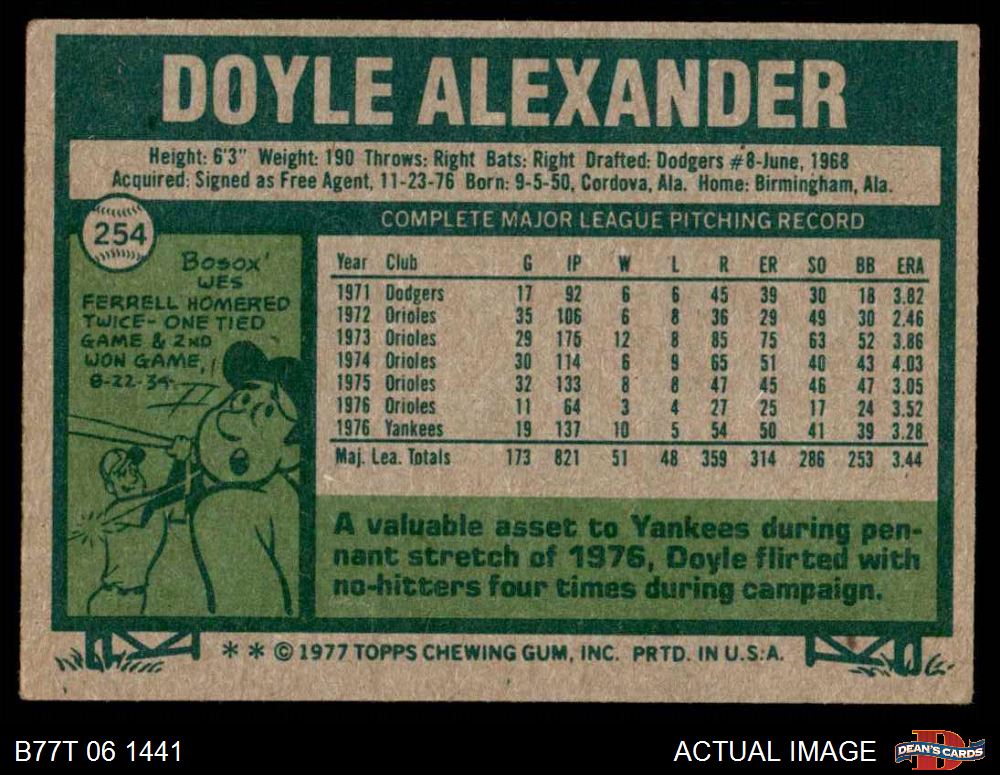 DOYLE ALEXANDER
Height: 6'3" Weight: 190 Throws: Right Bats: Right Drafted: Dodgers #8-June, 1968
Acquired: Signed as Free Agent, 11-23-76 Born: 9-5-50, Cordova, Ala. Home: Birmingham, Ala.
254
COMPLETE MAJOR LEAGUE PITCHING RECORD
BOSOX'
WES
FERRELL HOMERED
TWICE- ONE TIED
GAME & 2ND
WON GAME,
8-22-34
Year Club G IP W L R ER SO BB ERA
1971 Dodgers 17 92 6 6 45 39 30 18 3.82
1972 Orioles 35 106 6 8 36 29 49 30 2.46
1973 Orioles 29 175 12 8 85 75 63 52 3.86
1974 Orioles 30 114 6 9 65 51 40 43 4.03
1975 Orioles 32 133 8 8 47 45 46 47 3.05
1976 Orioles 11 64 3 4 27 25 17 24 3.52
1976 Yankees 19 137 10 5 54 50 41 39 3.28
Maj. Lea. Totals 173 821 51 48 359 314 286 253 3.44
A valuable asset to Yankees during pen-
nant stretch of 1976, Doyle flirted with
no-hitters four times during campaign.
* * © 1977 TOPPS CHEWING GUM, INC. PRTD. IN U.S.A.
B77T 06 1441
ACTUAL IMAGE
DEAN'S CARDS